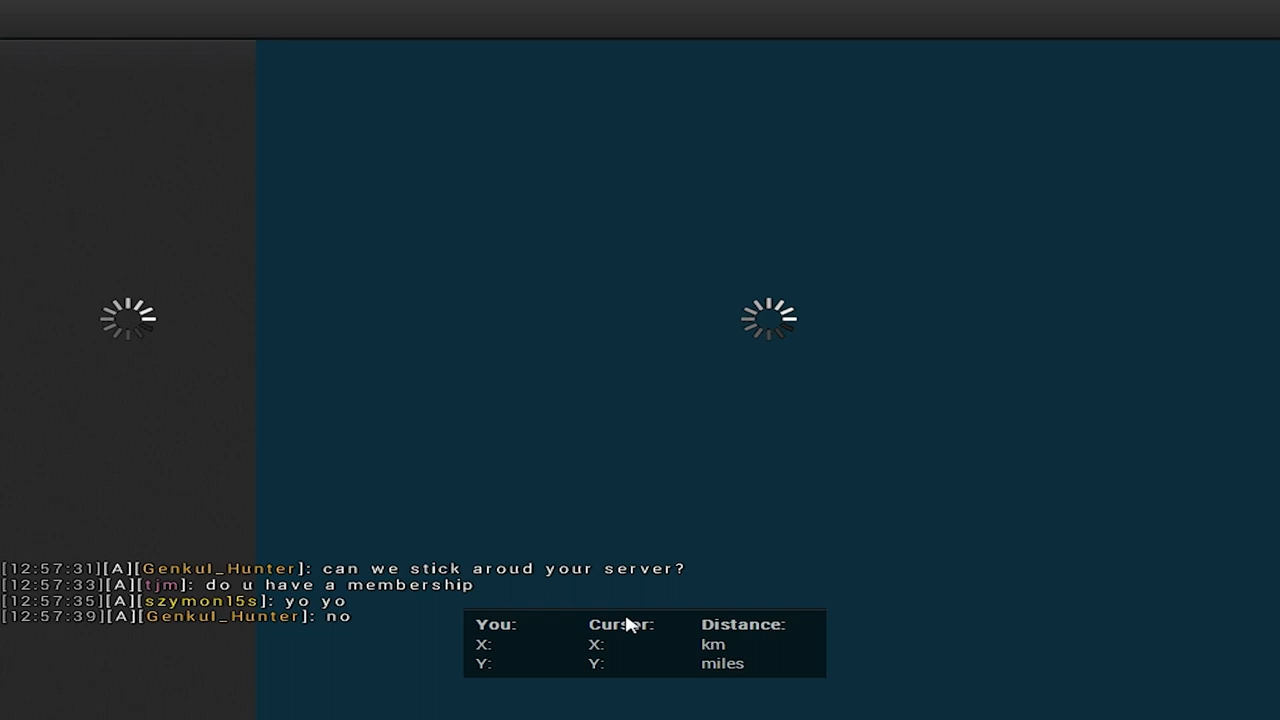 [12:57:31][A][Genkul_Hunter]: can we stick aroud your server?
[12:57:33][A][tjm]: do u have a membership
[12:57:35][A][szymon15s]: yo yo
[12:57:39][A][Genkul_Hunter]: no
You: Cursor: Distance:
X: X: km
Y: Y: miles